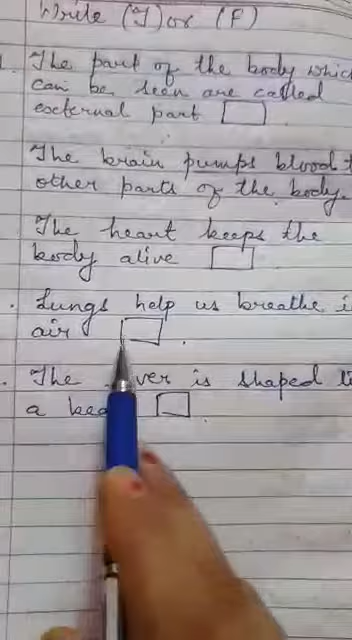 Write (T) or (F)
1. The part of the body which
can be seen are called
external part
The brain pumps blood
other parts of the body.
The heart keeps the
body alive
Lungs help us breathe
air
The is shaped
a